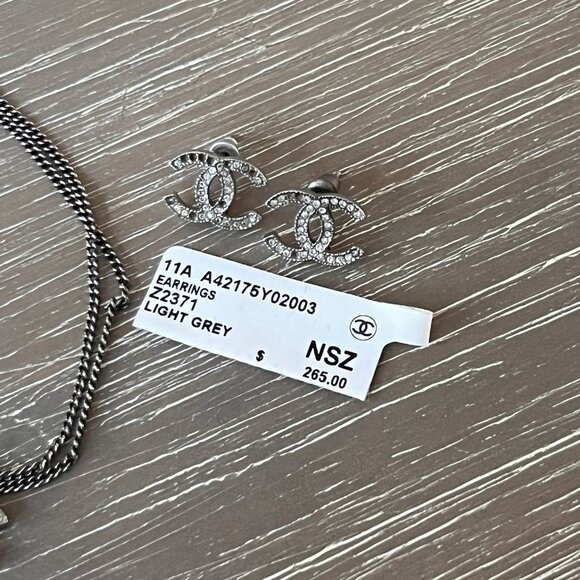 11A A42175Y02003
EARRINGS
Z2371
LIGHT GREY
NSZ
$ 265.00